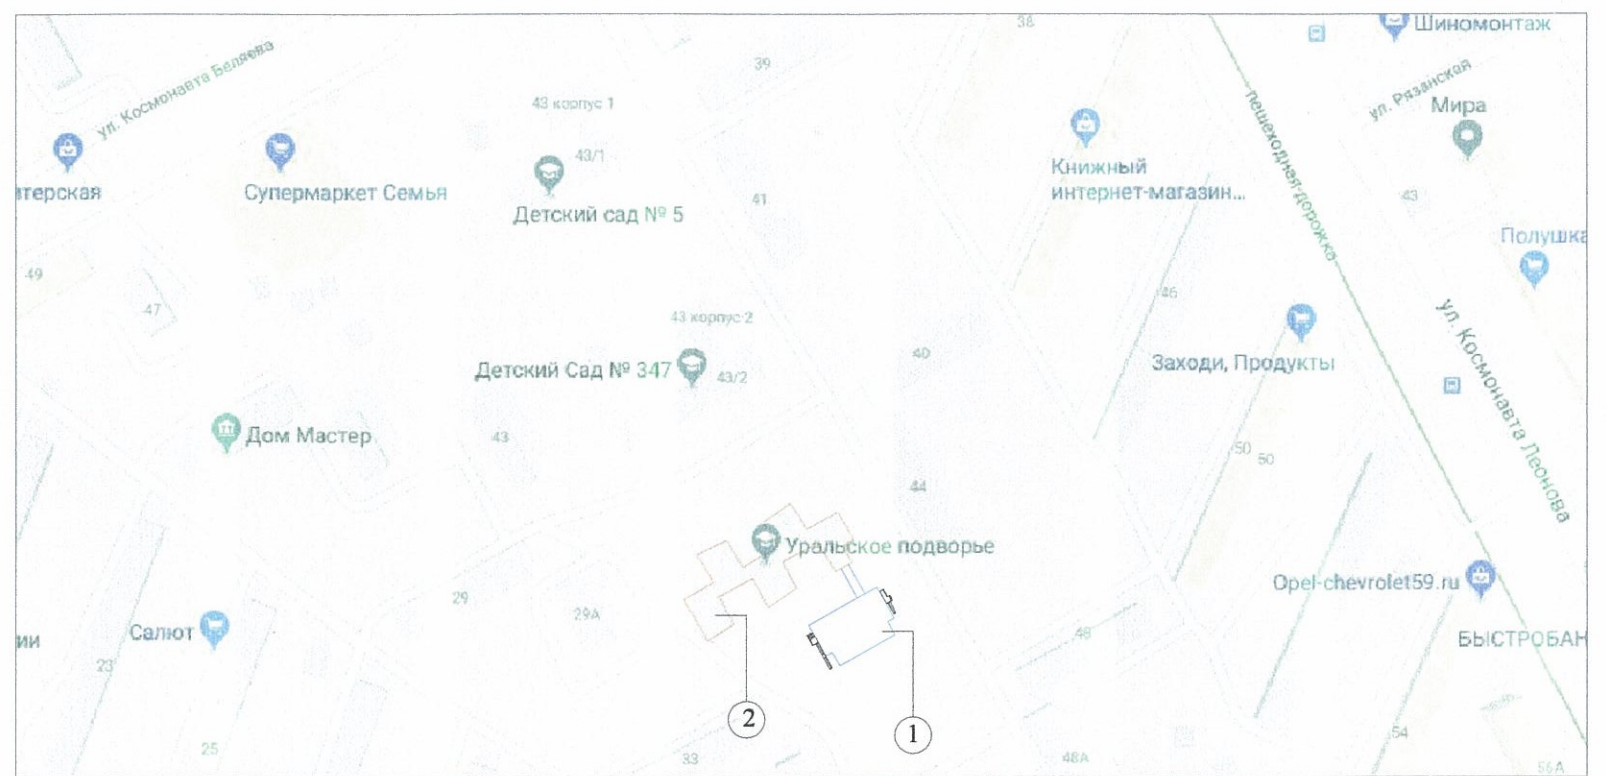 38
Шиномонтаж
ул. Космонавта Беляева
39
43 корпус 1
ул. Рязанская
Мира
пешеходная дорожка
43/1
Книжный
интернет-магазин...
терская
Супермаркет Семья
Детский сад № 5
41
43
Полушка
49
47
46
43 корпус 2
ул. Космонавта Леонова
40
Заходи, Продукты
Детский Сад № 347
43/2
Дом Мастер
43
50
50
44
Уральское подворье
Opel-chevrolet59.ru
29
29А
Салют
ии
23
48
БЫСТРОБАН
2
1
25
33
48А
54
56А